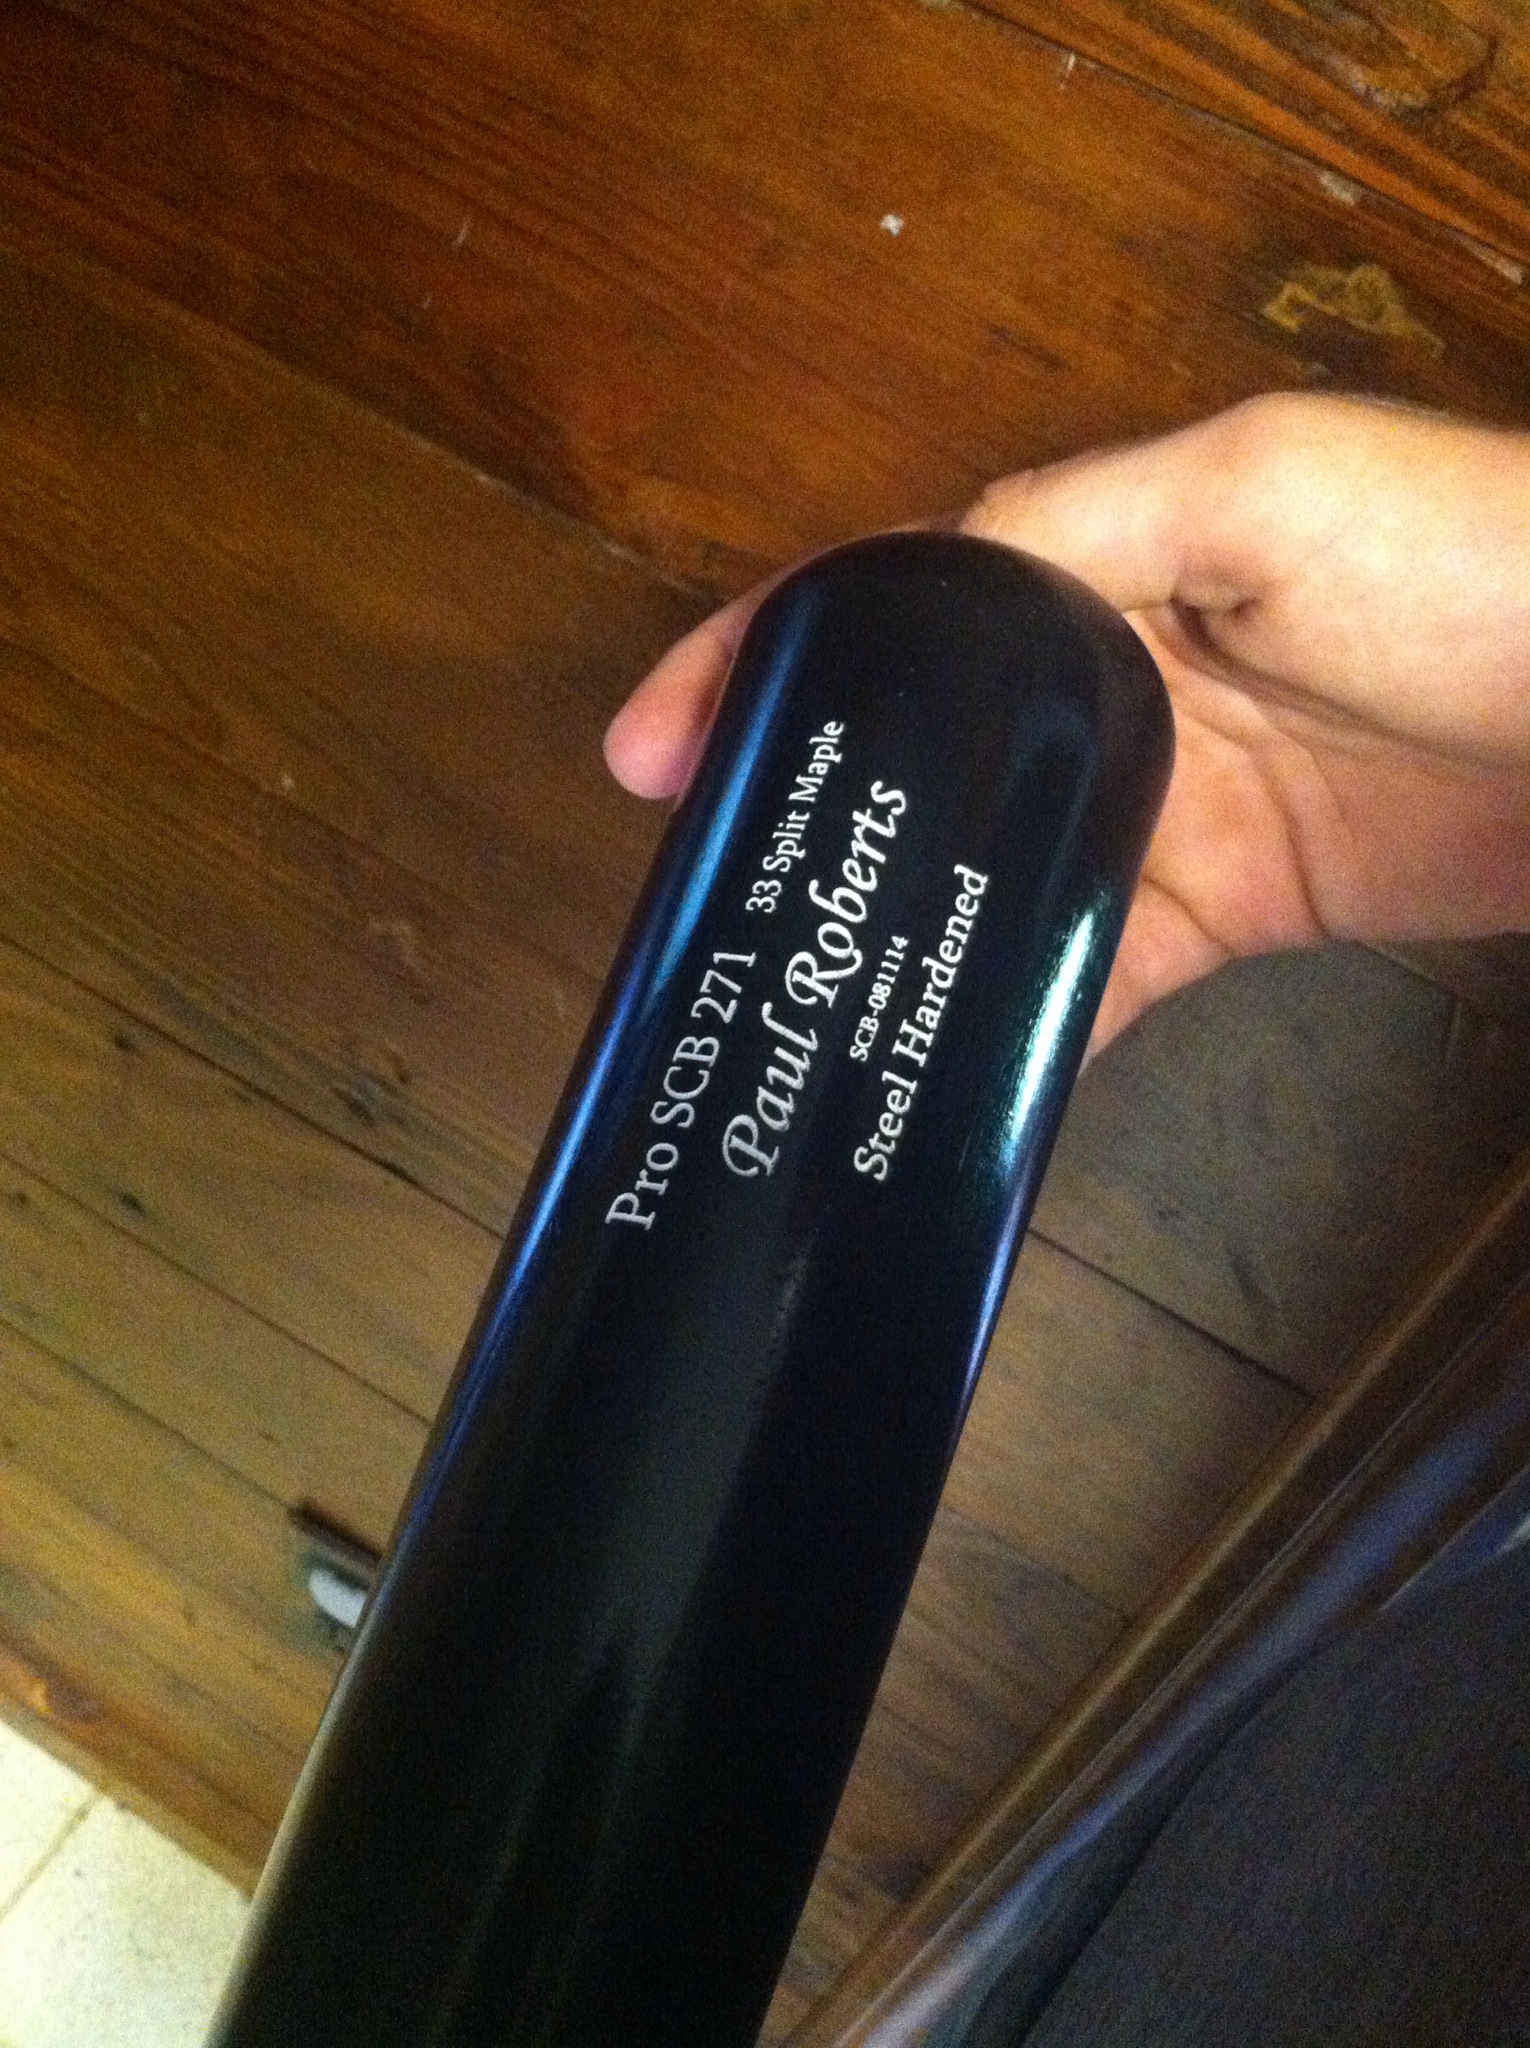 Pro SCB 271 33 Split Maple
Paul Roberts
SCB-081114
Steel Hardened